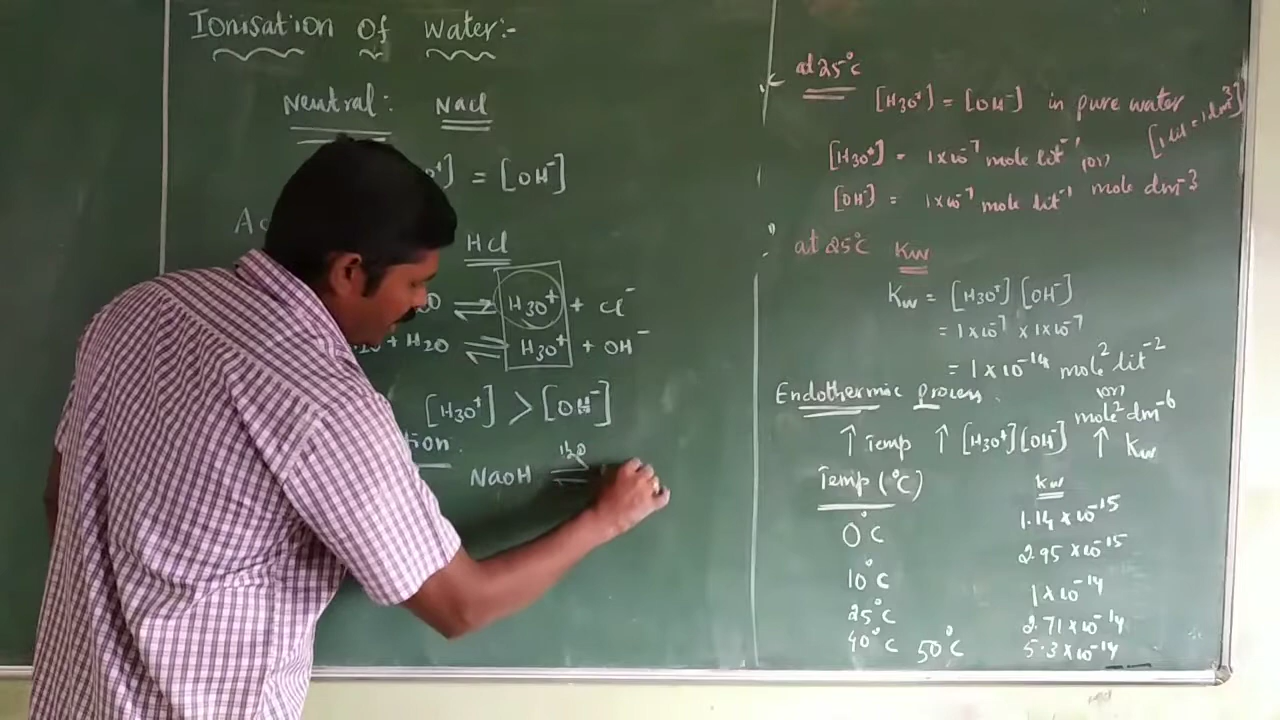 Ionisation of Water:-
Neutral: NaCl
] = [OH⁻]
HCl
⇌ H₃O⁺ + Cl⁻
+ H₂O ⇌ H₃O⁺ + OH⁻
[H₃O⁺] > [OH⁻]
NaOH ⇌
at 25°C
[H₃O⁺] = [OH⁻] in pure water
[1 lit = 1 dm³]
[H₃O⁺] = 1×10⁻⁷ mole lit⁻¹ (or)
[OH⁻] = 1×10⁻⁷ mole lit⁻¹ mole dm⁻³
at 25°C Kw
Kw = [H₃O⁺] [OH⁻]
= 1×10⁻⁷ × 1×10⁻⁷
= 1×10⁻¹⁴ mole² lit⁻²
(or)
mole² dm⁻⁶
Endothermic process.
↑ Temp ↑ [H₃O⁺] [OH⁻] ↑ Kw
Temp (°C) Kw
0°C 1.14 × 10⁻¹⁵
10°C 2.95 × 10⁻¹⁵
25°C 1 × 10⁻¹⁴
40°C 2.71 × 10⁻¹⁴
50°C 5.3 × 10⁻¹⁴